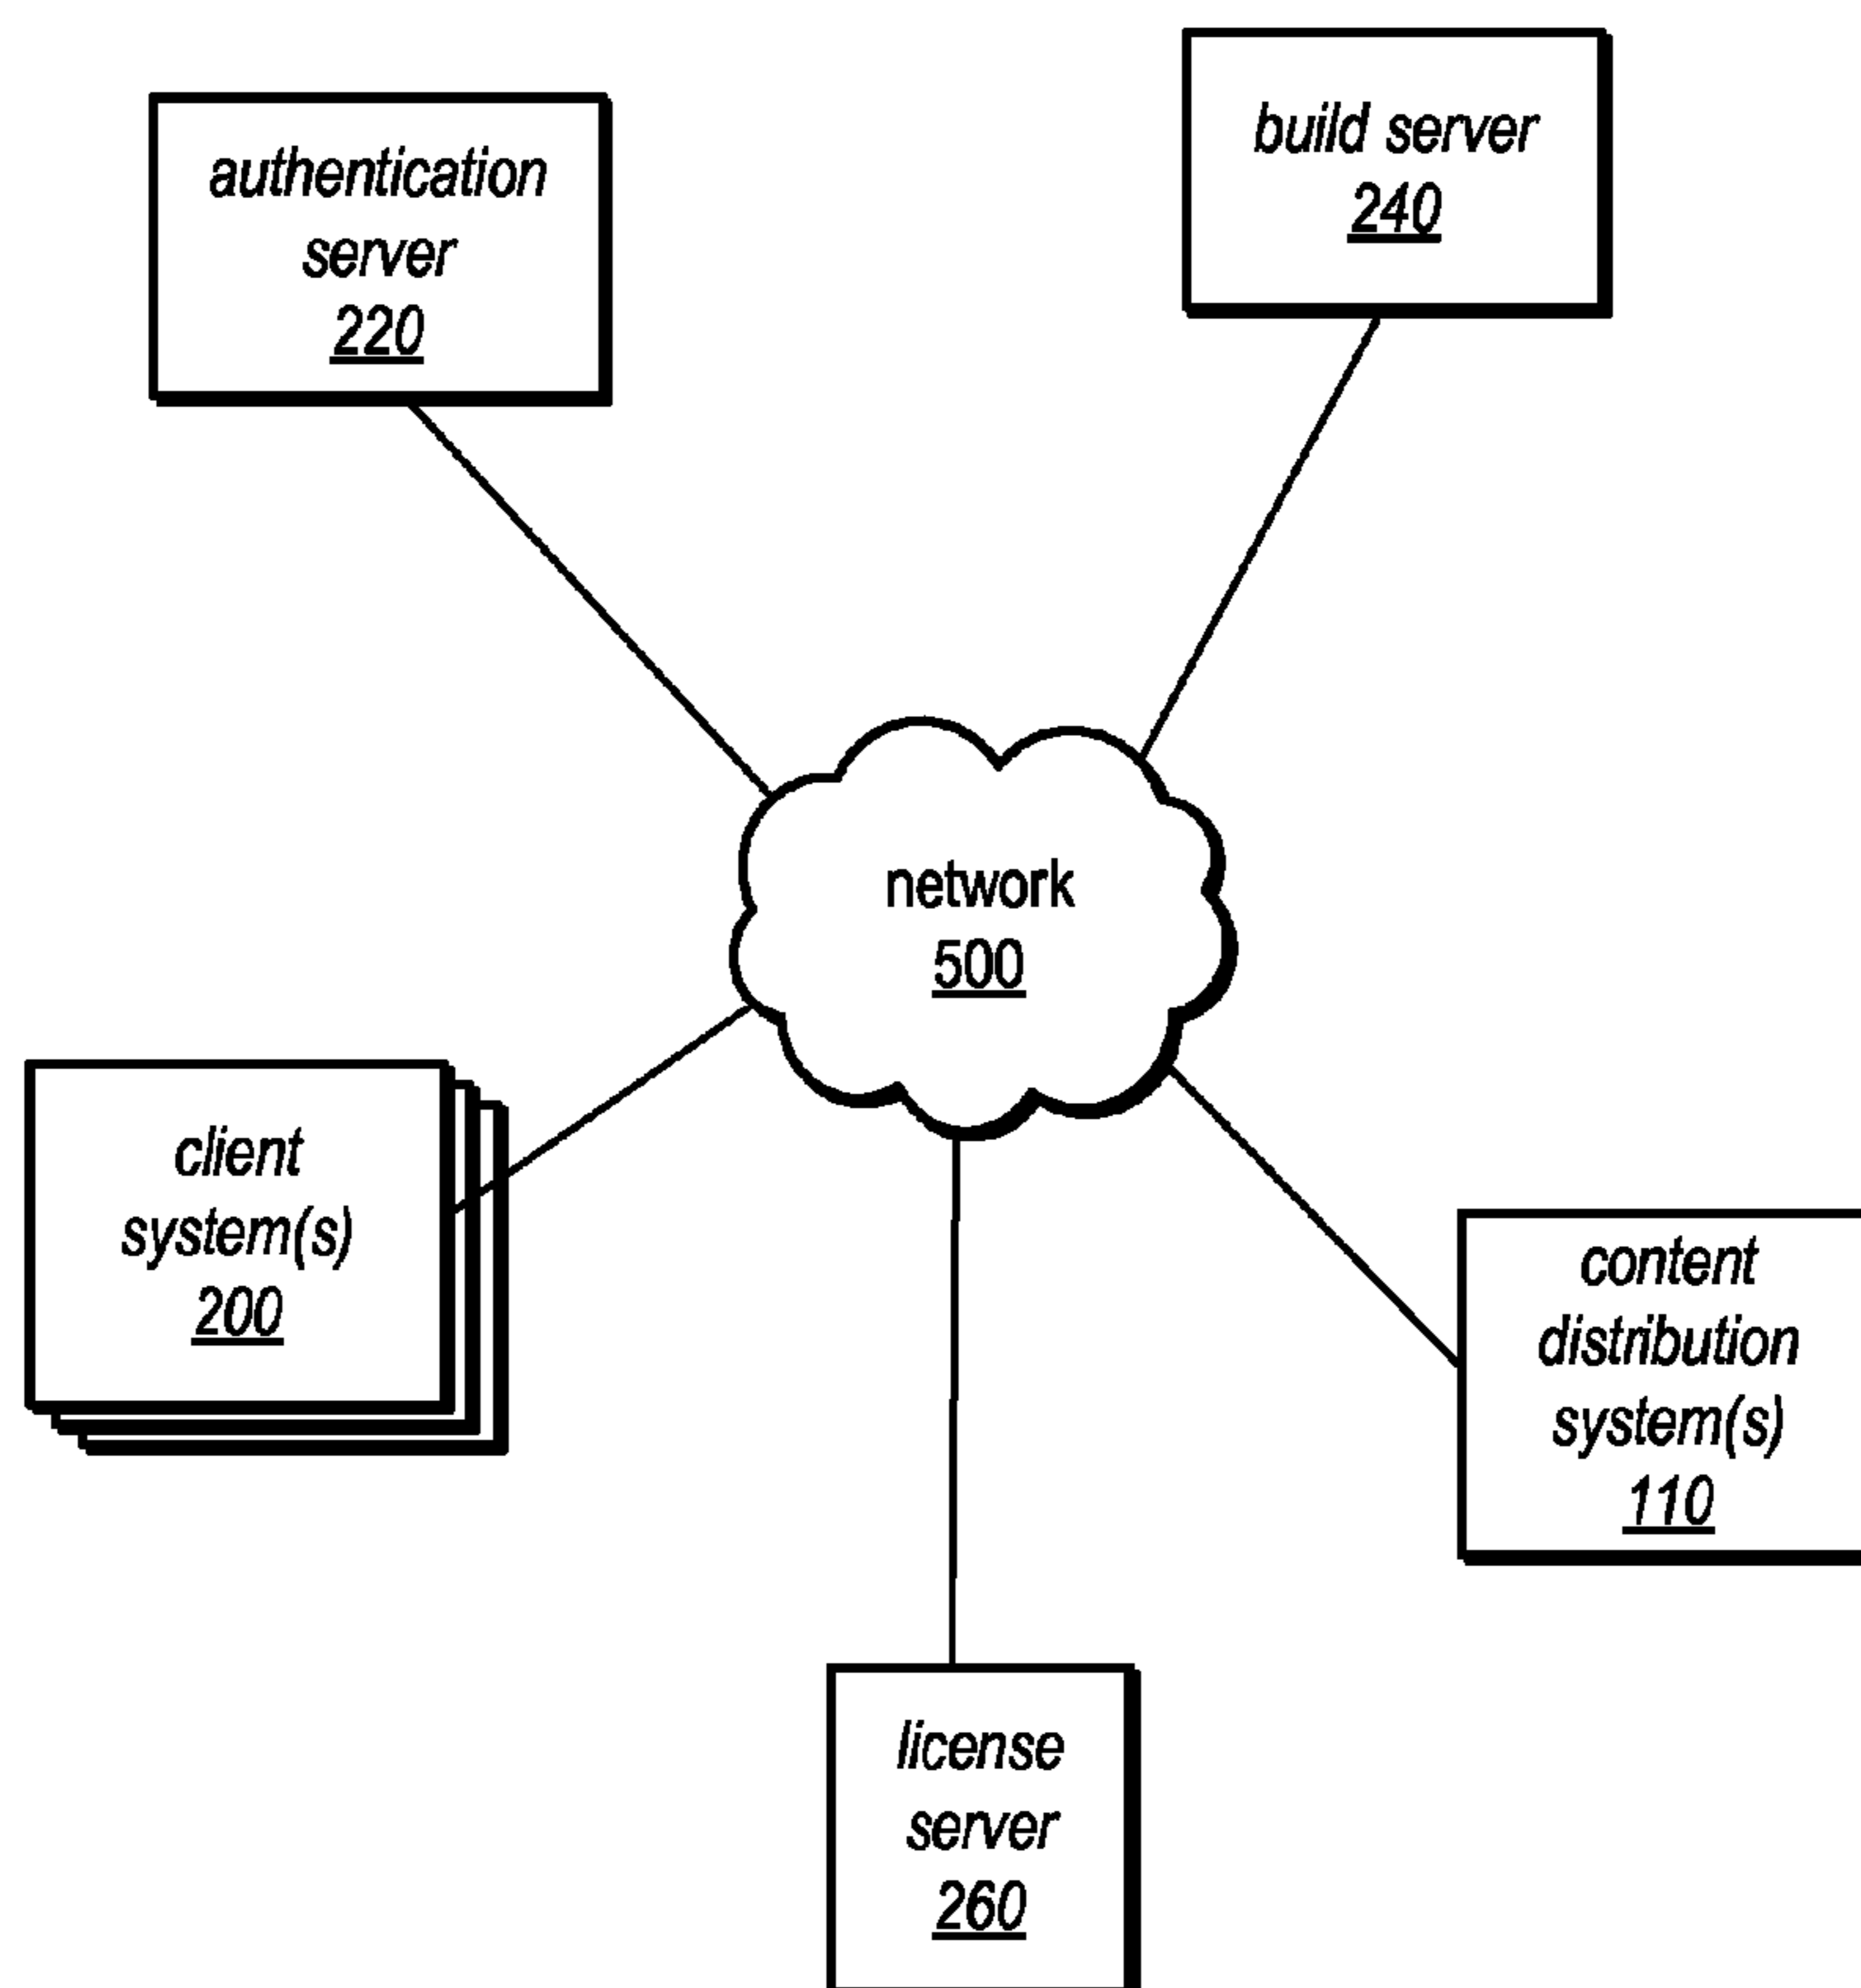 authentication
server
220
build server
240
network
500
client
system(s)
200
content
distribution
system(s)
110
license
server
260